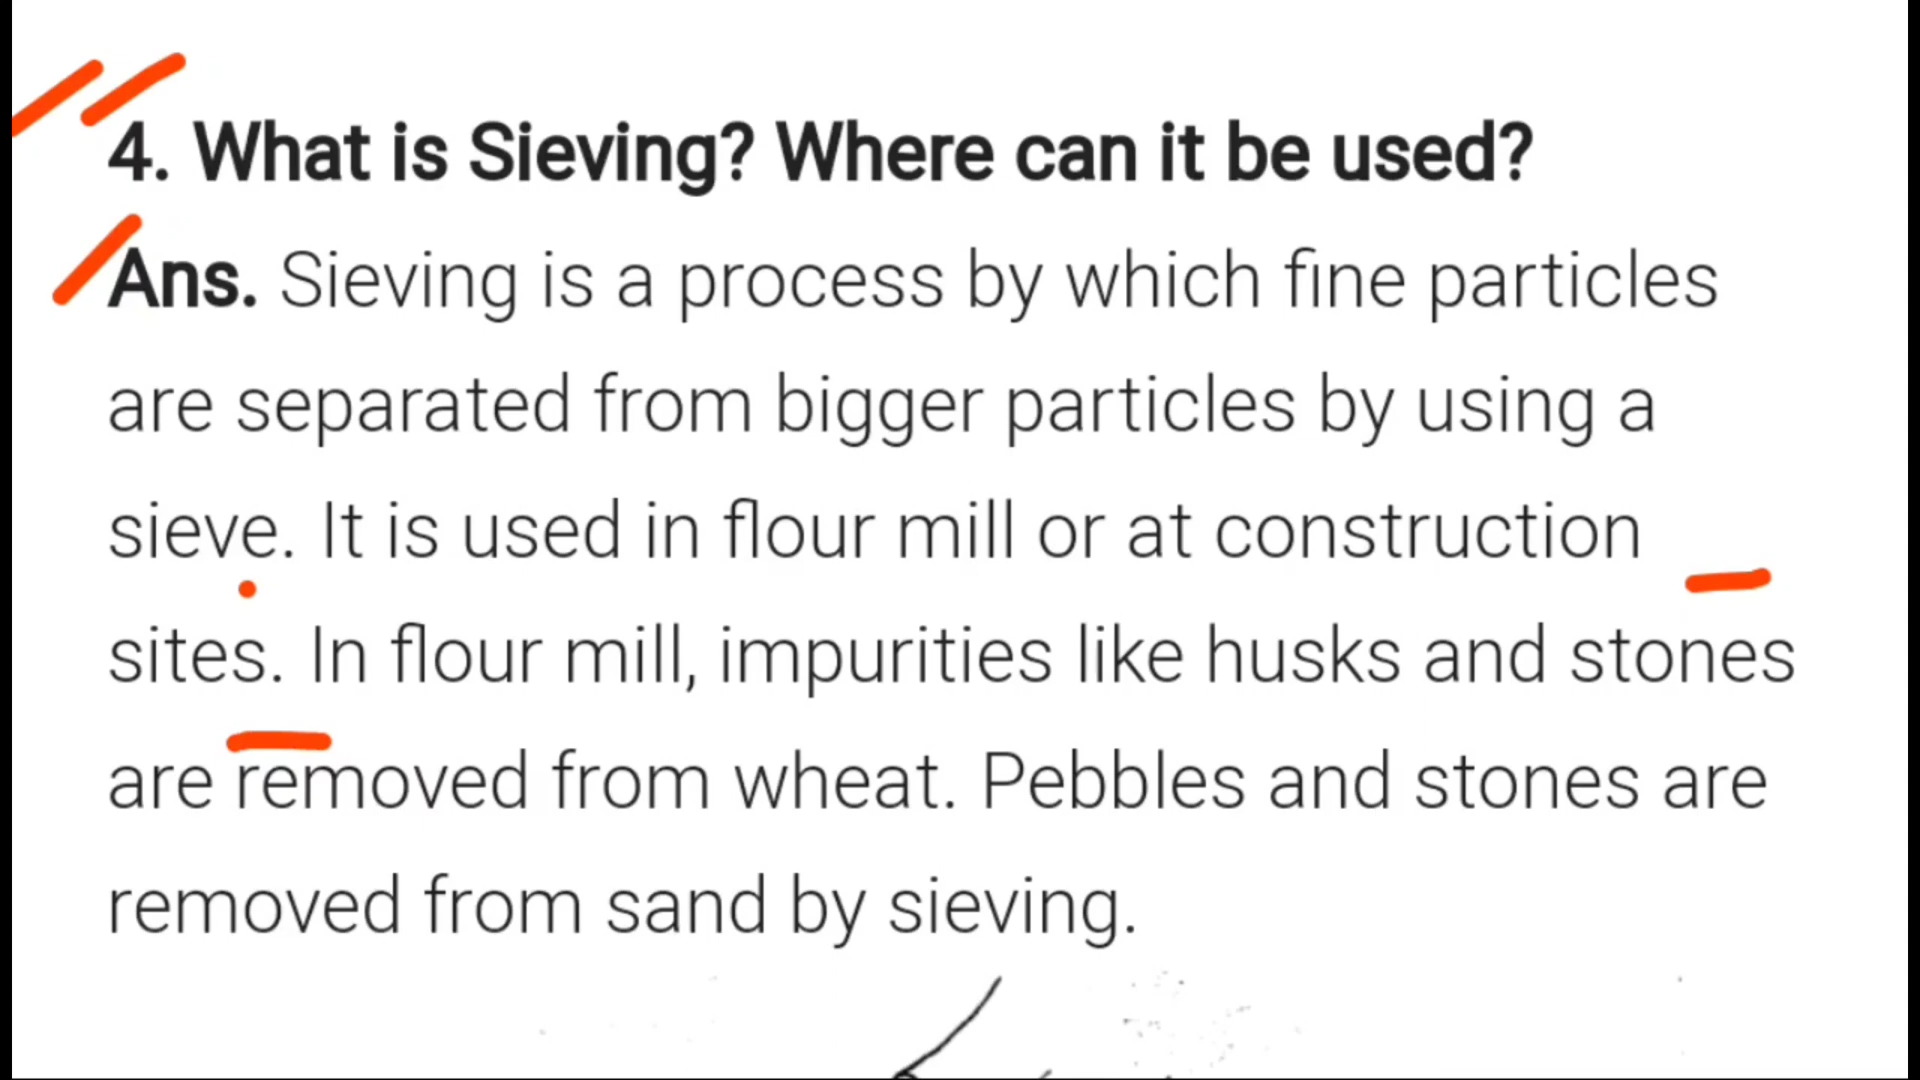 4. What is Sieving? Where can it be used?
Ans. Sieving is a process by which fine particles
are separated from bigger particles by using a
sieve. It is used in flour mill or at construction
sites. In flour mill, impurities like husks and stones
are removed from wheat. Pebbles and stones are
removed from sand by sieving.